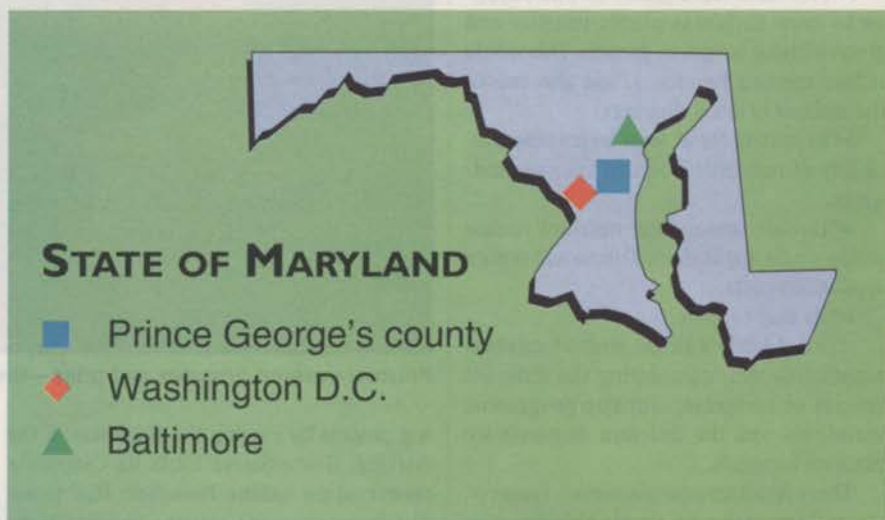 STATE OF MARYLAND
Prince George's county
Washington D.C.
Baltimore